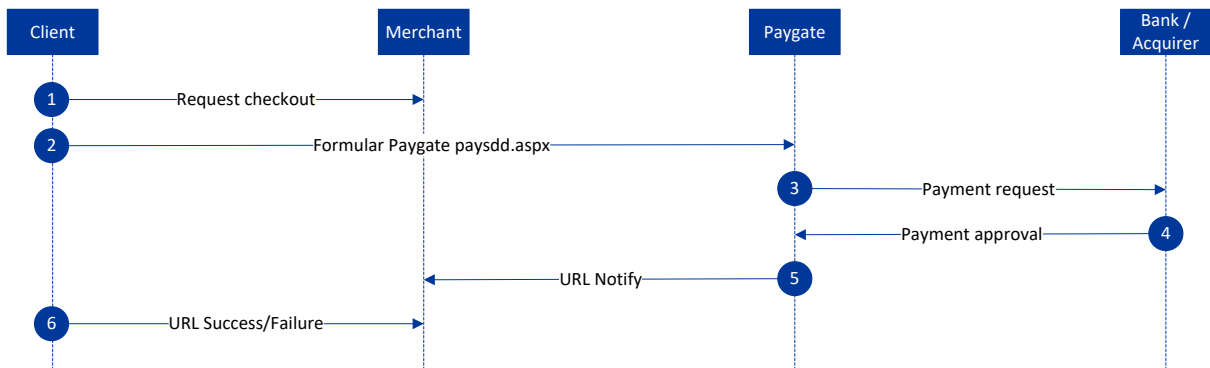 Client
Merchant
Paygate
Bank /
Acquirer
1
Request checkout
2
Formular Paygate paysdd.aspx
3
Payment request
Payment approval
4
URL Notify
5
6
URL Success/Failure